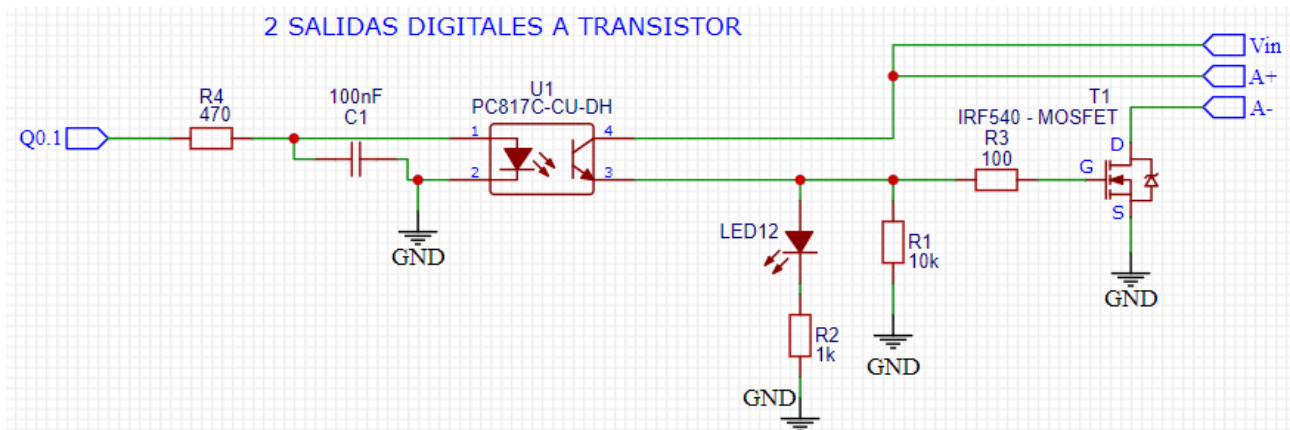 2 SALIDAS DIGITALES A TRANSISTOR
Vin
A+
A-
Q0.1
R4
470
100nF
C1
U1
PC817C-CU-DH
1
2
4
3
GND
LED12
R2
1k
GND
R1
10k
GND
T1
IRF540 - MOSFET
R3
100
D
G
S
GND